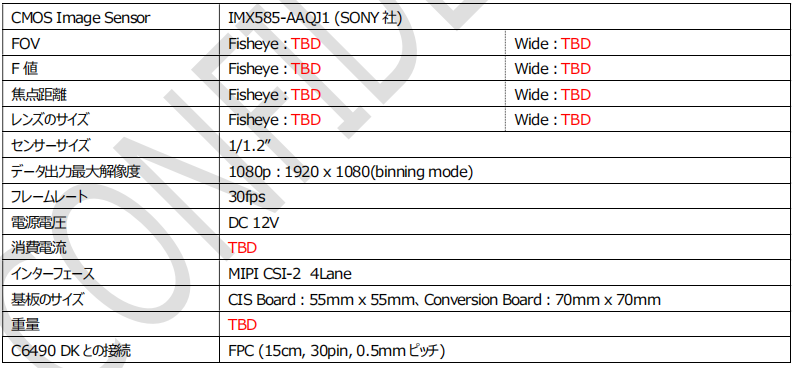 CMOS Image Sensor IMX585-AAQJ1 (SONY 社)
FOV Fisheye : TBD Wide : TBD
F 値 Fisheye : TBD Wide : TBD
焦点距離 Fisheye : TBD Wide : TBD
レンズのサイズ Fisheye : TBD Wide : TBD
センサーサイズ 1/1.2”
データ出力最大解像度 1080p : 1920 x 1080(binning mode)
フレームレート 30fps
電源電圧 DC 12V
消費電流 TBD
インターフェース MIPI CSI-2 4Lane
基板のサイズ CIS Board : 55mm x 55mm、Conversion Board : 70mm x 70mm
重量 TBD
C6490 DK との接続 FPC (15cm, 30pin, 0.5mm ピッチ)